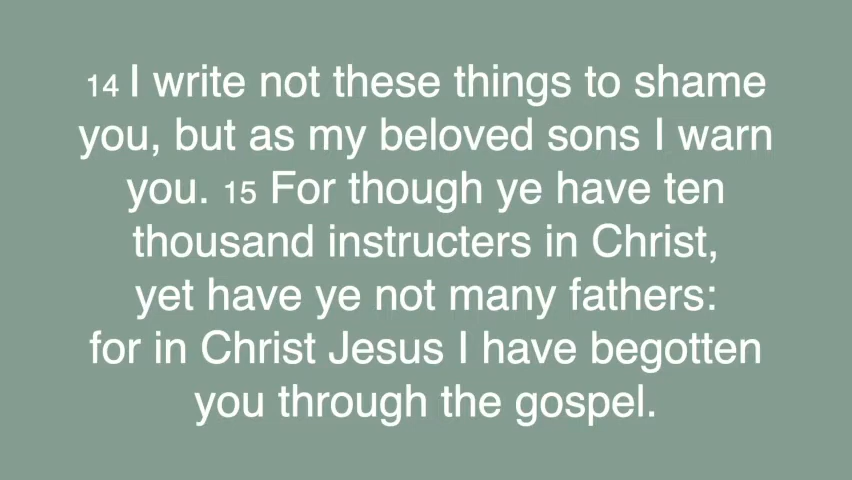 14 I write not these things to shame
you, but as my beloved sons I warn
you. 15 For though ye have ten
thousand instructers in Christ,
yet have ye not many fathers:
for in Christ Jesus I have begotten
you through the gospel.